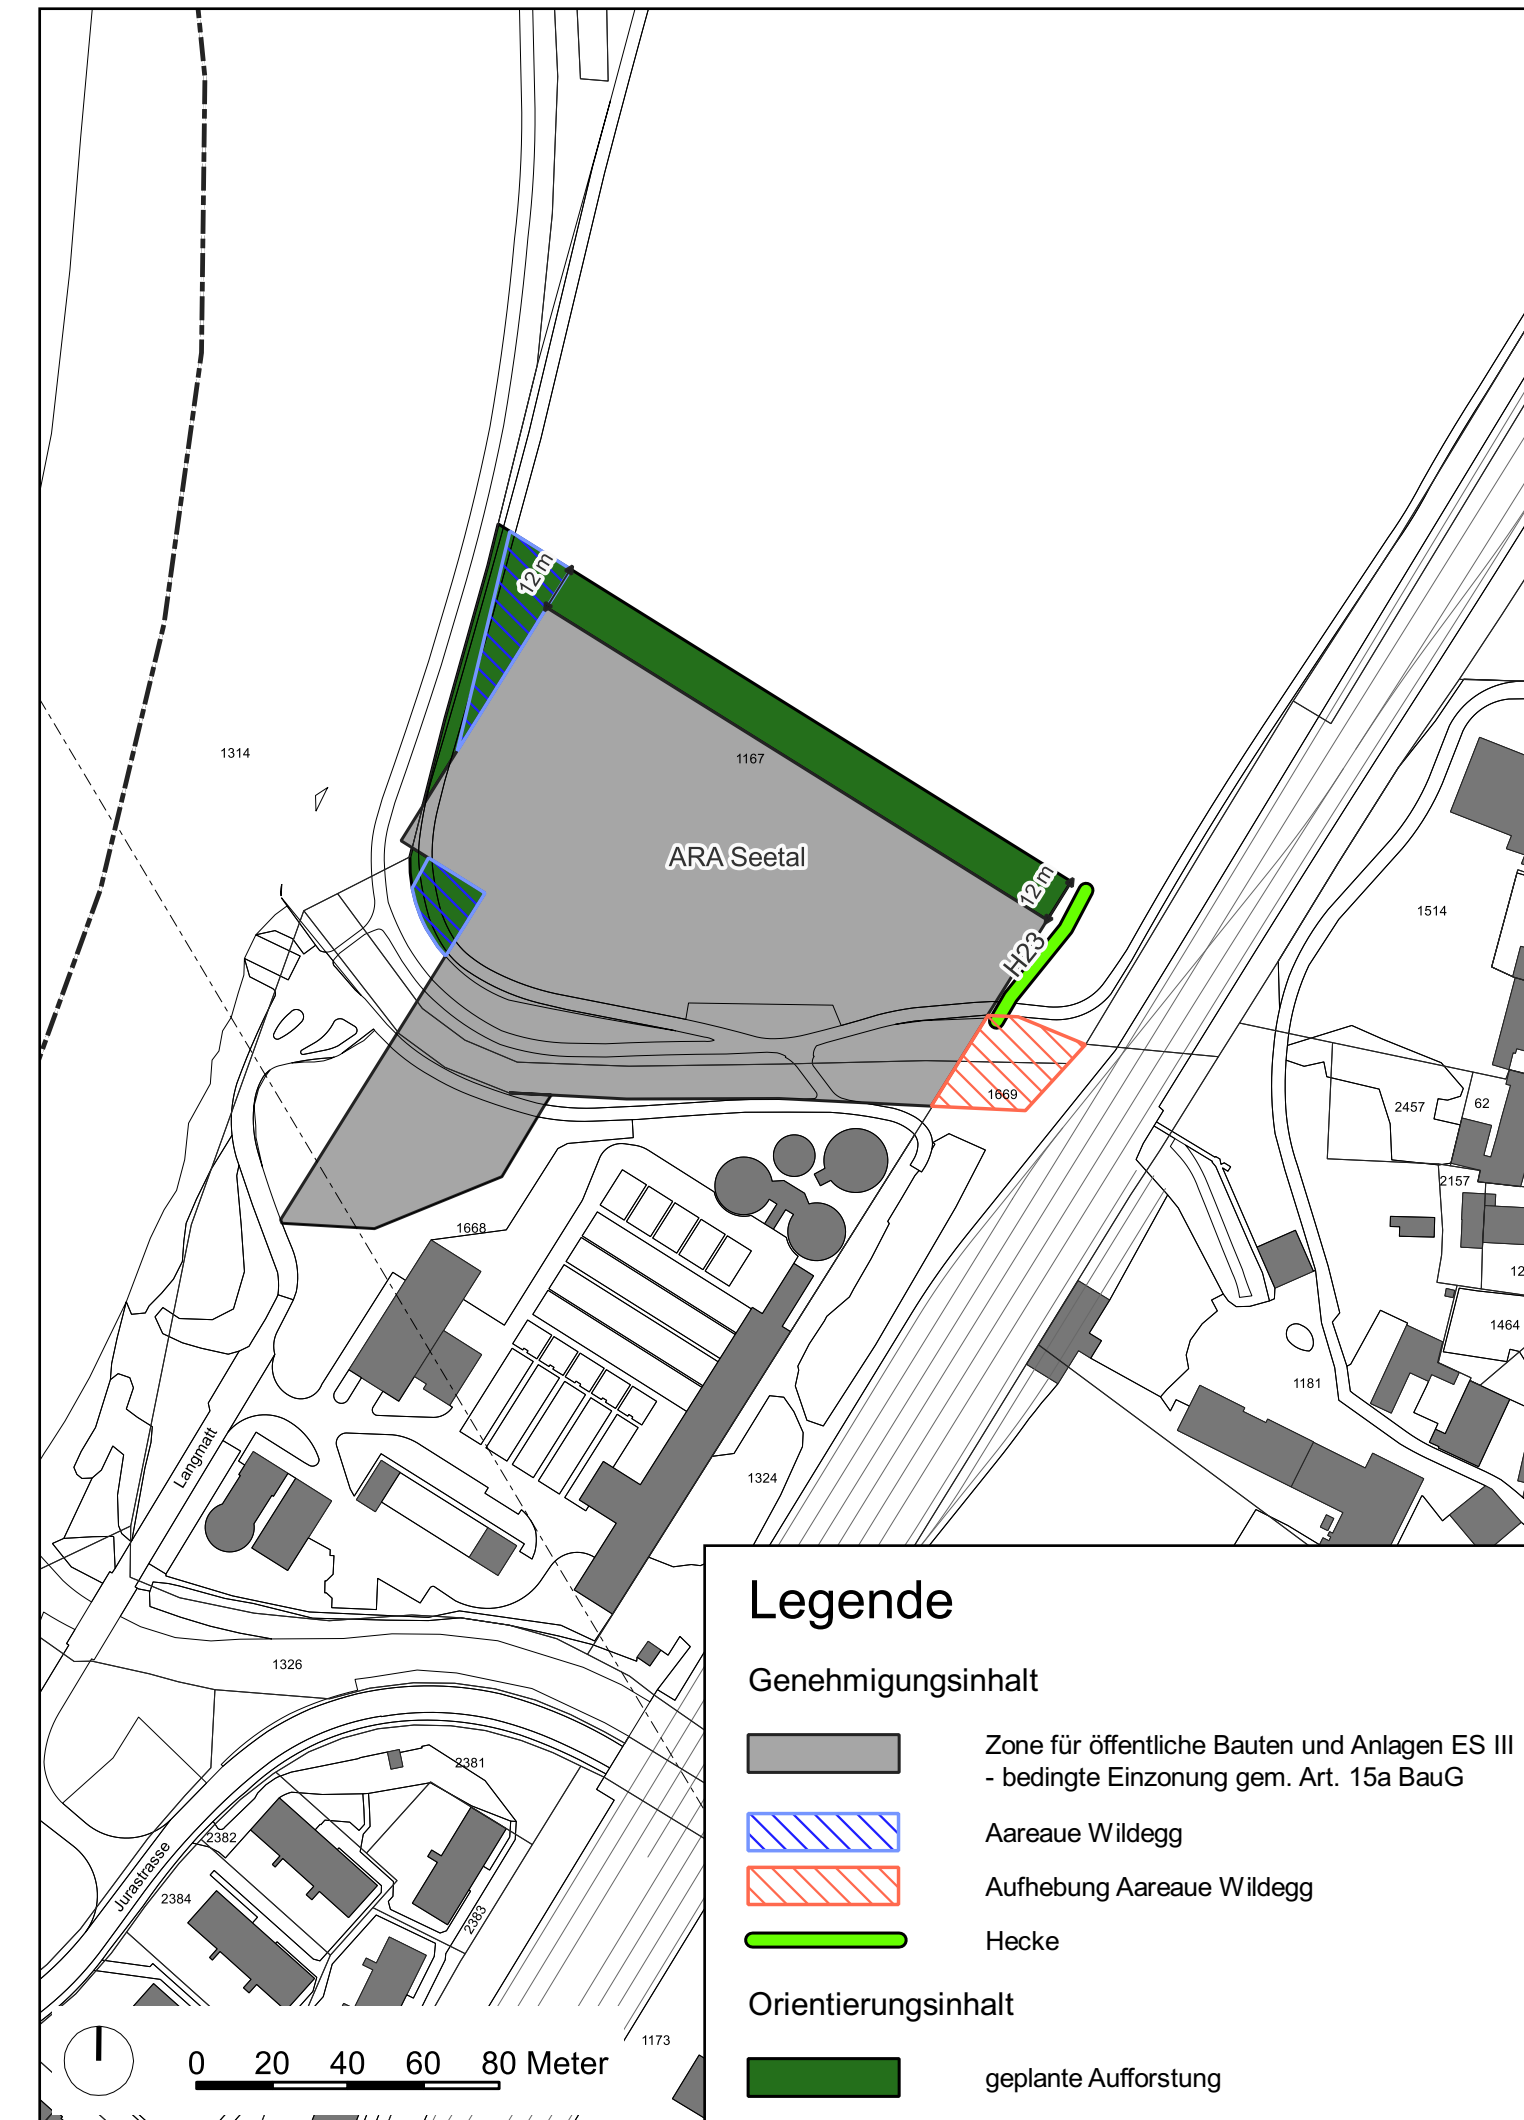 12 m
1314
1167
ARA Seetal
12 m
H23
1514
1669
2457
62
2157
1668
12
1464
1181
Langmatt
1324
1326
2381
2382
Jurastrasse
2384
2383
1173
0 20 40 60 80 Meter
Legende
Genehmigungsinhalt
Zone für öffentliche Bauten und Anlagen ES III
- bedingte Einzonung gem. Art. 15a BauG
Aareaue Wildegg
Aufhebung Aareaue Wildegg
Hecke
Orientierungsinhalt
geplante Aufforstung